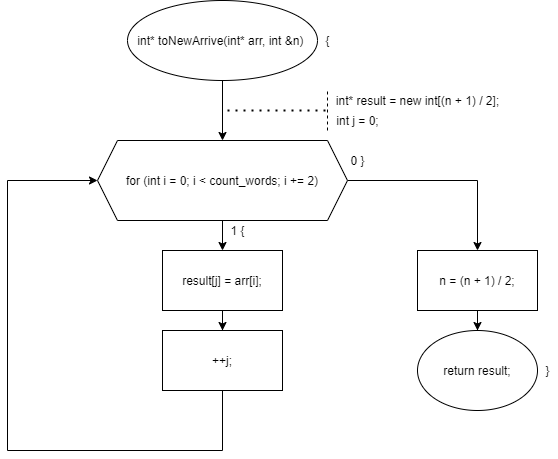 int* toNewArrive(int* arr, int &n) {
int* result = new int[(n + 1) / 2];
int j = 0;
for (int i = 0; i < count_words; i += 2)
0 }
1 {
result[j] = arr[i];
++j;
n = (n + 1) / 2;
return result; }